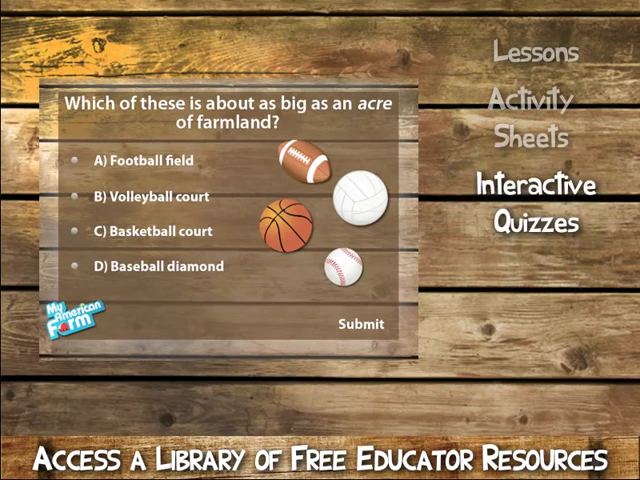 Which of these is about as big as an acre
of farmland?
A) Football field
B) Volleyball court
C) Basketball court
D) Baseball diamond
My
American
Farm
Submit
Lessons
Activity
Sheets
Interactive
Quizzes
ACCESS A LIBRARY OF FREE EDUCATOR RESOURCES